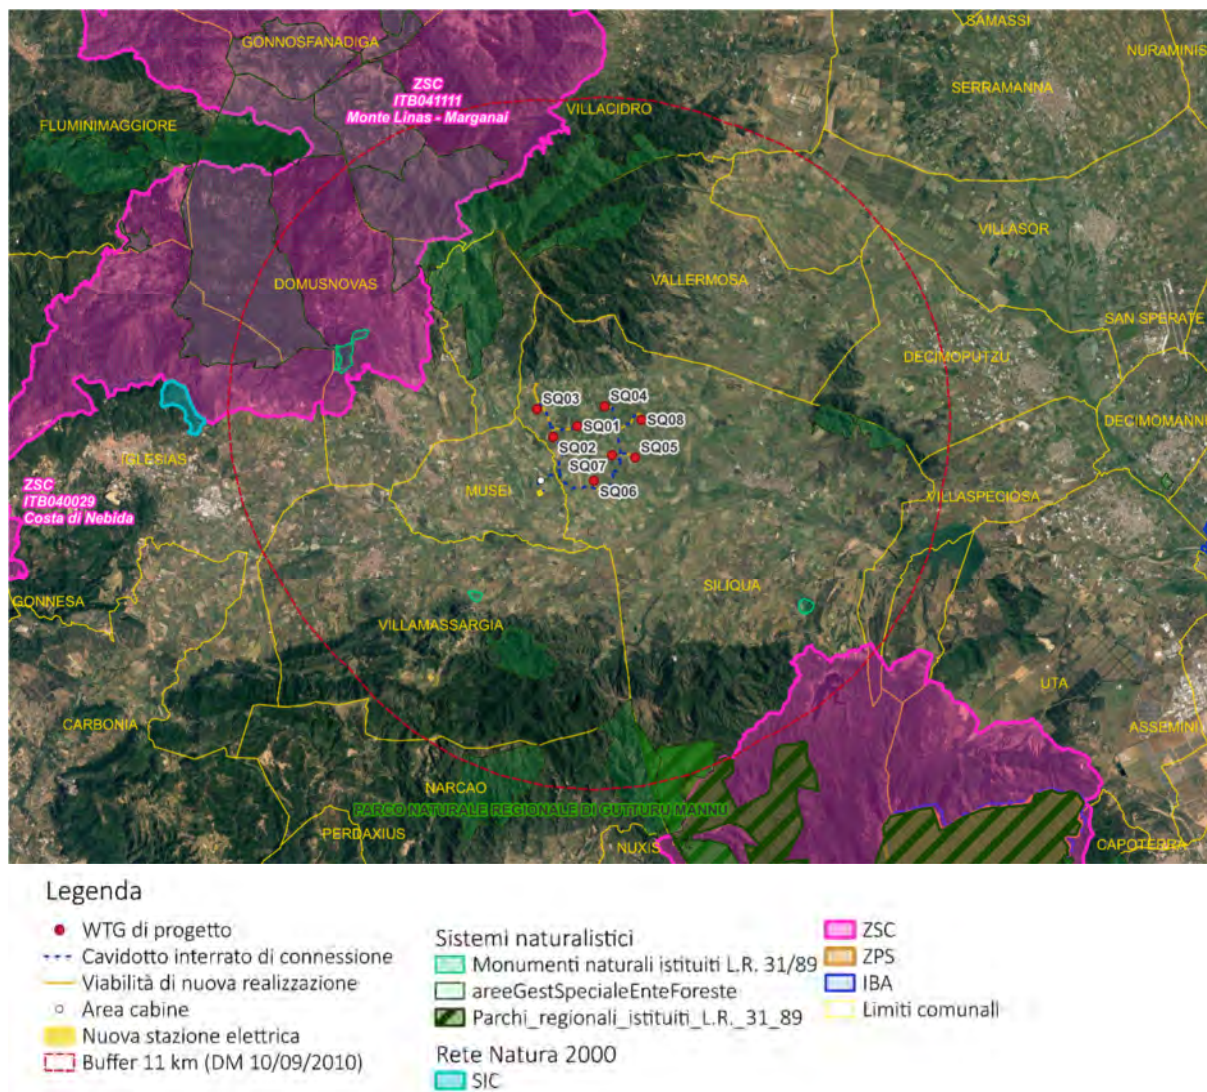 SAMASSI
GONNOSFANADIGA
NURAMINIS
ZSC
ITB041111
Monte Linas - Marganai
SERRAMANNA
VILLACIDRO
FLUMINIMAGGIORE
VILLASOR
VALLERMOSA
DOMUSNOVAS
SAN SPERATE
DECIMOPUTZU
SQ03
SQ04
SQ08
SQ01
DECIMOMANN
SQ02
SQ05
IGLESIAS
SQ07
MUSEI
SQ06
VILLASPECIOSA
ZSC
ITB040029
Costa di Nebida
SILIQUA
GONNESA
VILLAMASSARGIA
UTA
CARBONIA
ASSEMINI
NARCAO
PARCO NATURALE REGIONALE DI GUTTURU MANNU
PERDAXIUS
NUXIS
CAPOTERRA
Legenda
WTG di progetto
Cavidotto interrato di connessione
Viabilità di nuova realizzazione
Area cabine
Nuova stazione elettrica
Buffer 11 km (DM 10/09/2010)
Sistemi naturalistici
Monumenti naturali istituiti L.R. 31/89
areeGestSpecialeEnteForeste
Parchi_regionali_istituiti_L.R._31_89
Rete Natura 2000
SIC
ZSC
ZPS
IBA
Limiti comunali